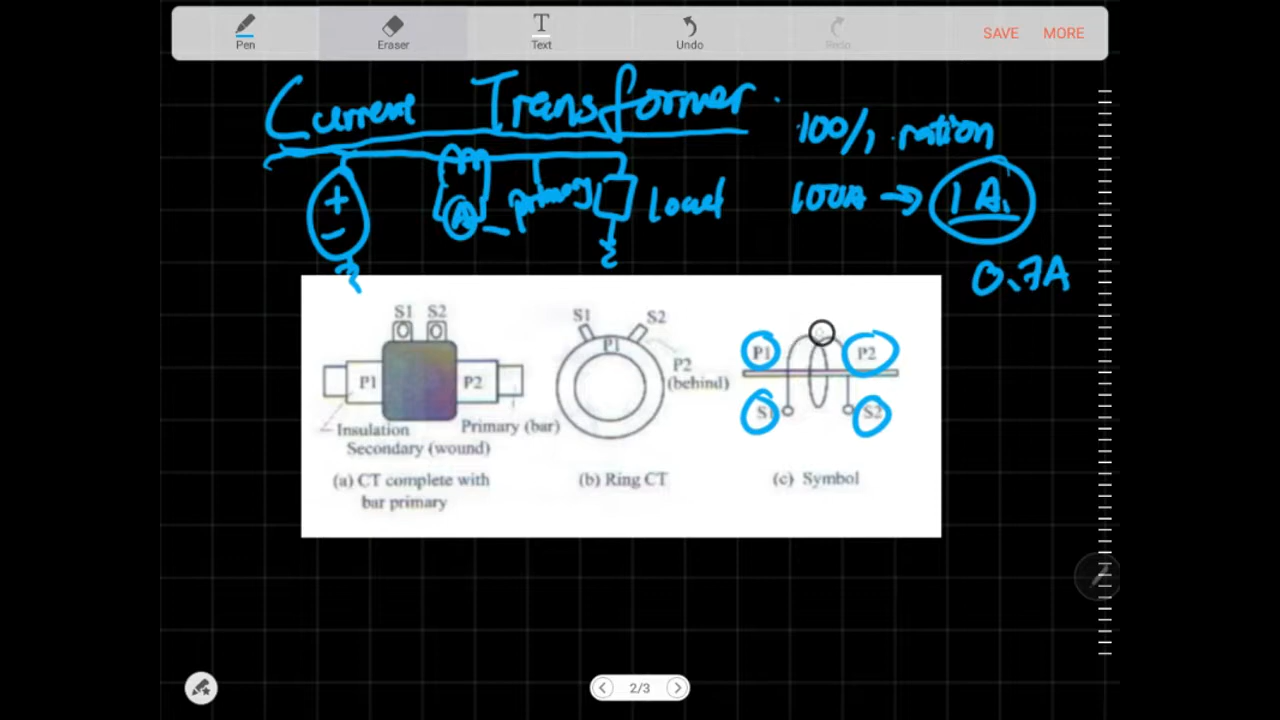 Pen
Eraser
T
Text
Undo
Redo
SAVE
MORE
Current Transformer
100/1 ration
100A → 1 A.
0.7A
+
−
A
primary
Load
S1 S2
P1 P2
Insulation
Primary (bar)
Secondary (wound)
(a) CT complete with
bar primary
S1 S2
P1
P2
(behind)
(b) Ring CT
P1 P2
S1 S2
(c) Symbol
2/3